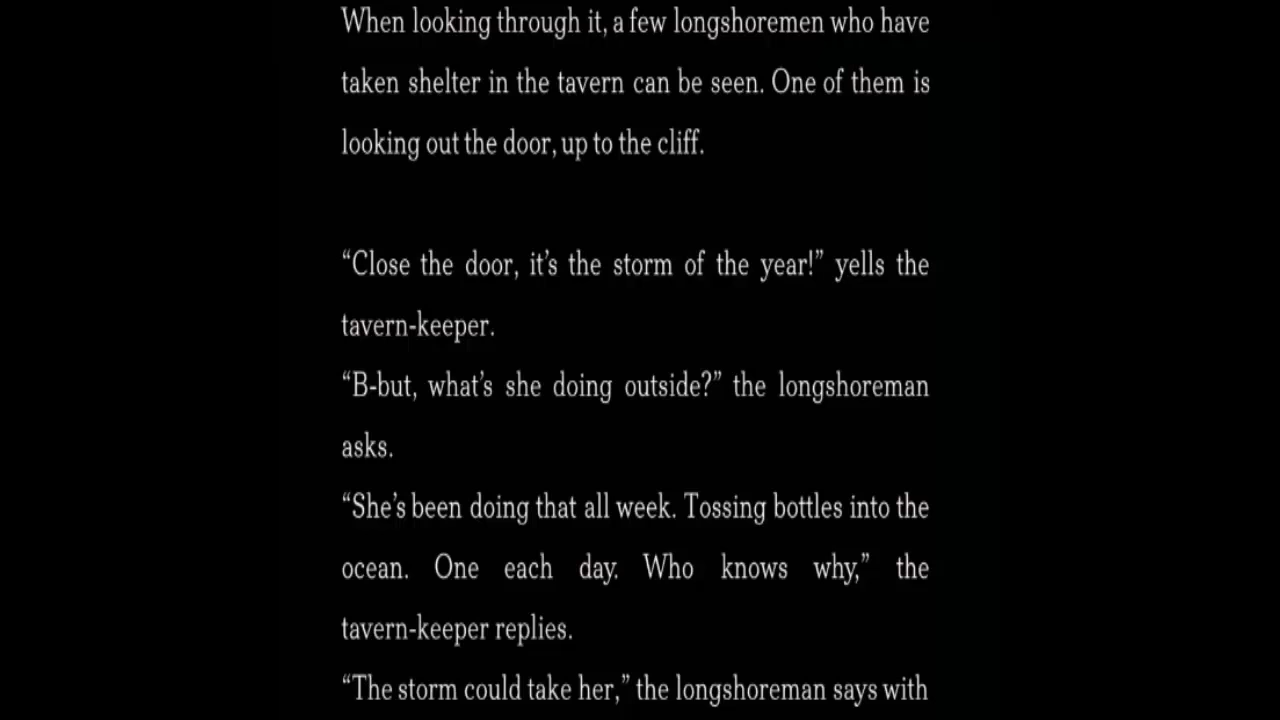 When looking through it, a few longshoremen who have
taken shelter in the tavern can be seen. One of them is
looking out the door, up to the cliff.
“Close the door, it’s the storm of the year!” yells the
tavern-keeper.
“B-but, what’s she doing outside?” the longshoreman
asks.
“She’s been doing that all week. Tossing bottles into the
ocean. One each day. Who knows why,” the
tavern-keeper replies.
“The storm could take her,” the longshoreman says with